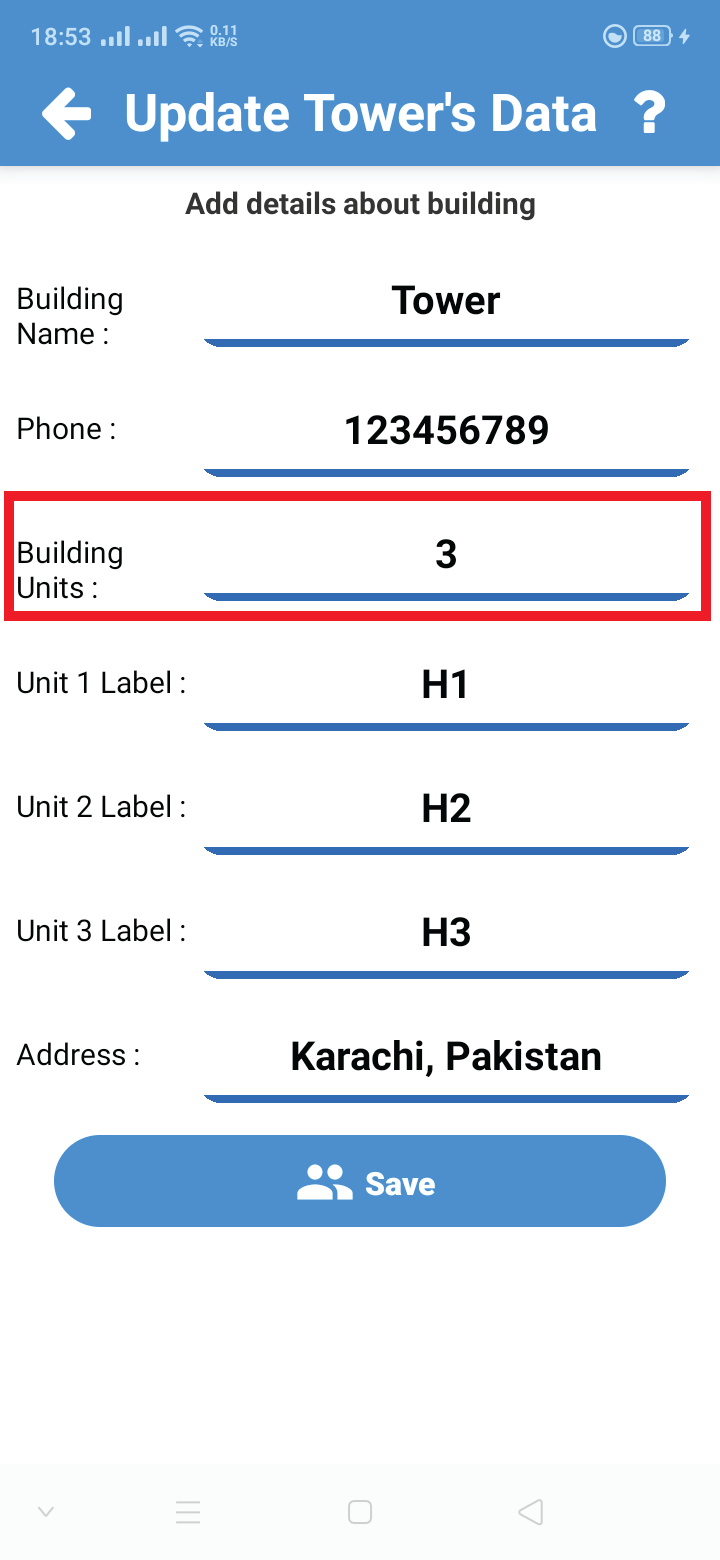 18:53 0.11 KB/S 88
Update Tower's Data ?
Add details about building
Building Name :
Tower
Phone :
123456789
Building Units :
3
Unit 1 Label :
H1
Unit 2 Label :
H2
Unit 3 Label :
H3
Address :
Karachi, Pakistan
Save